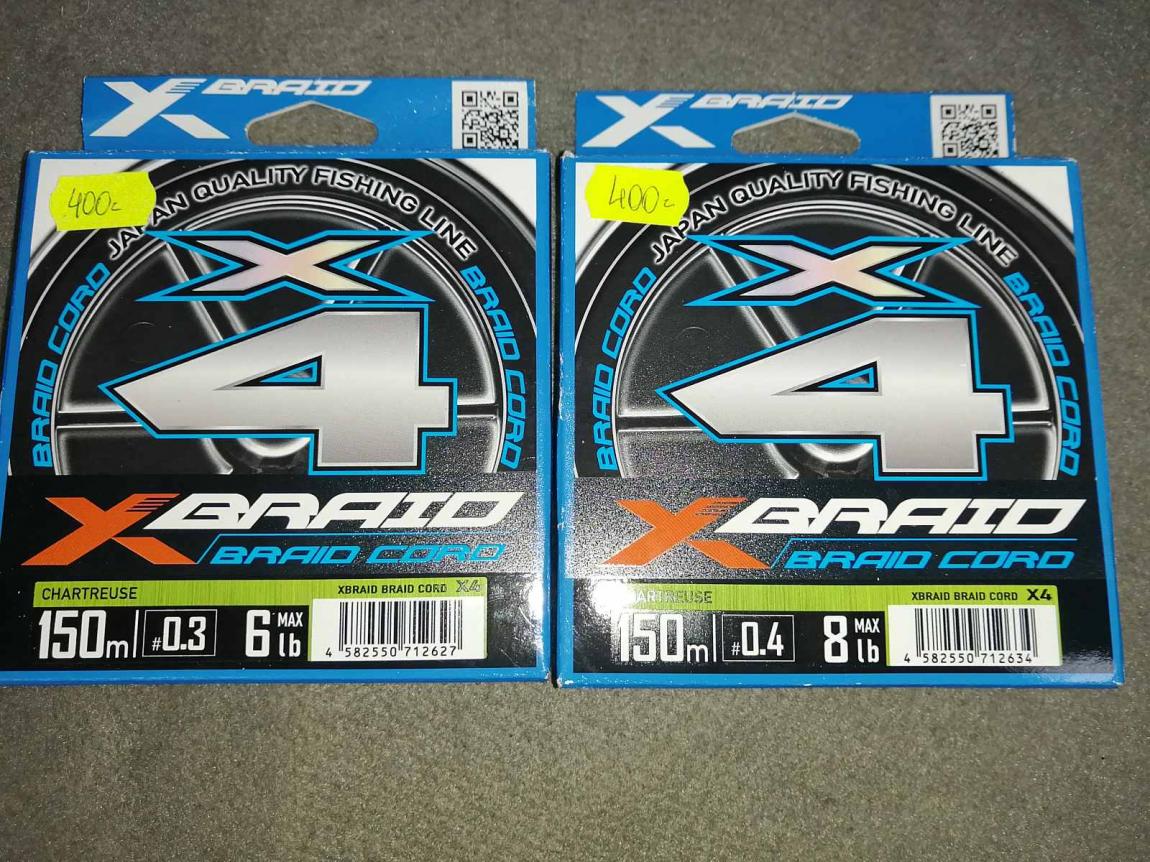 X BRAID
400c
JAPAN QUALITY FISHING LINE
BRAID CORD
BRAID CORD
X
4
XBRAID
BRAID CORD
CHARTREUSE
XBRAID BRAID CORD X4
150m
#0.3
6 MAX lb
4 582550 712627
X BRAID
400c
JAPAN QUALITY FISHING LINE
BRAID CORD
BRAID CORD
X
4
XBRAID
BRAID CORD
CHARTREUSE
XBRAID BRAID CORD X4
150m
#0.4
8 MAX lb
4 582550 712634